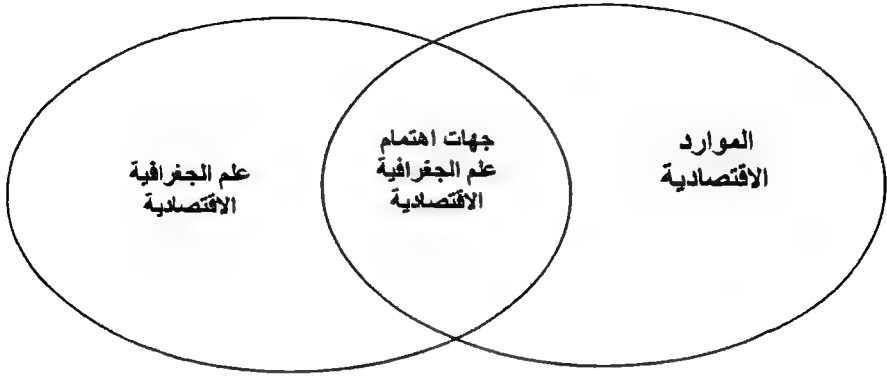 الموارد
الاقتصادية
جهات اهتمام
علم الجغرافية
الاقتصادية
علم الجغرافية
الاقتصادية